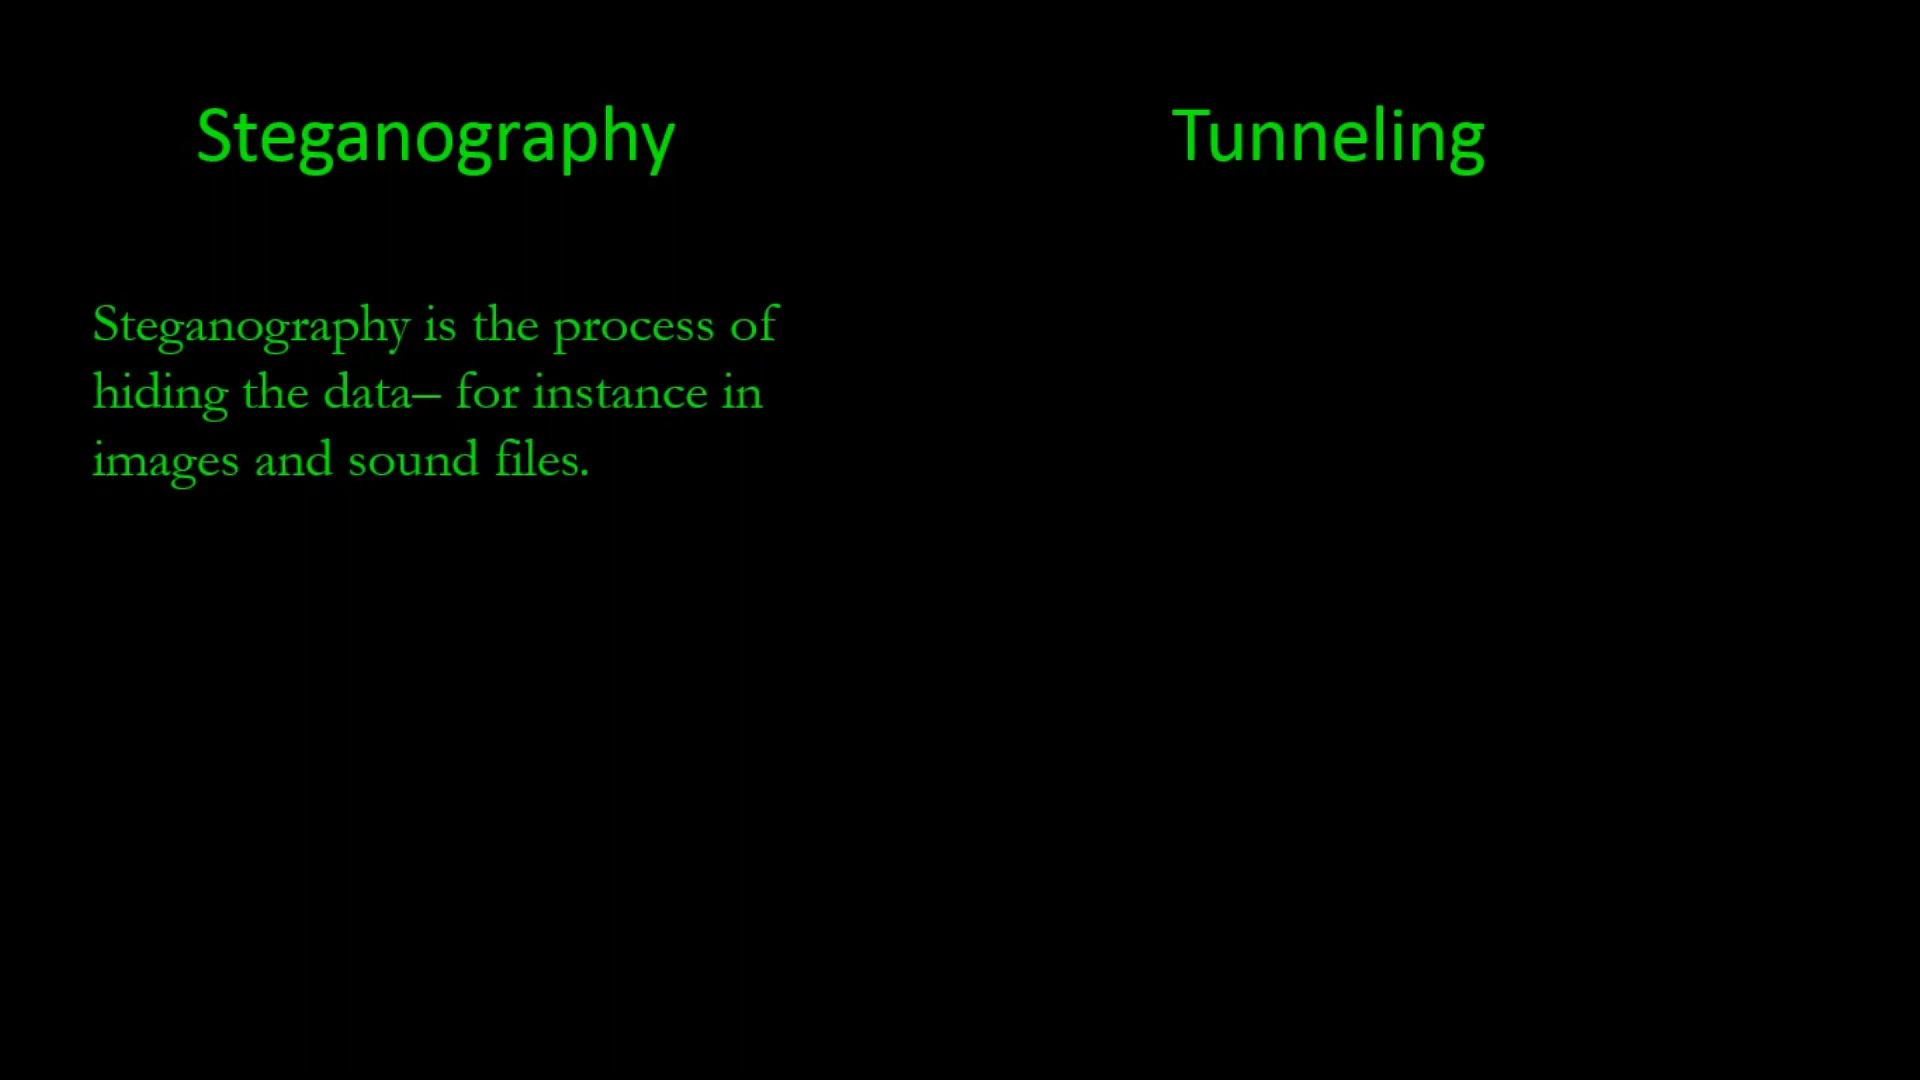 Steganography
Tunneling
Steganography is the process of
hiding the data– for instance in
images and sound files.